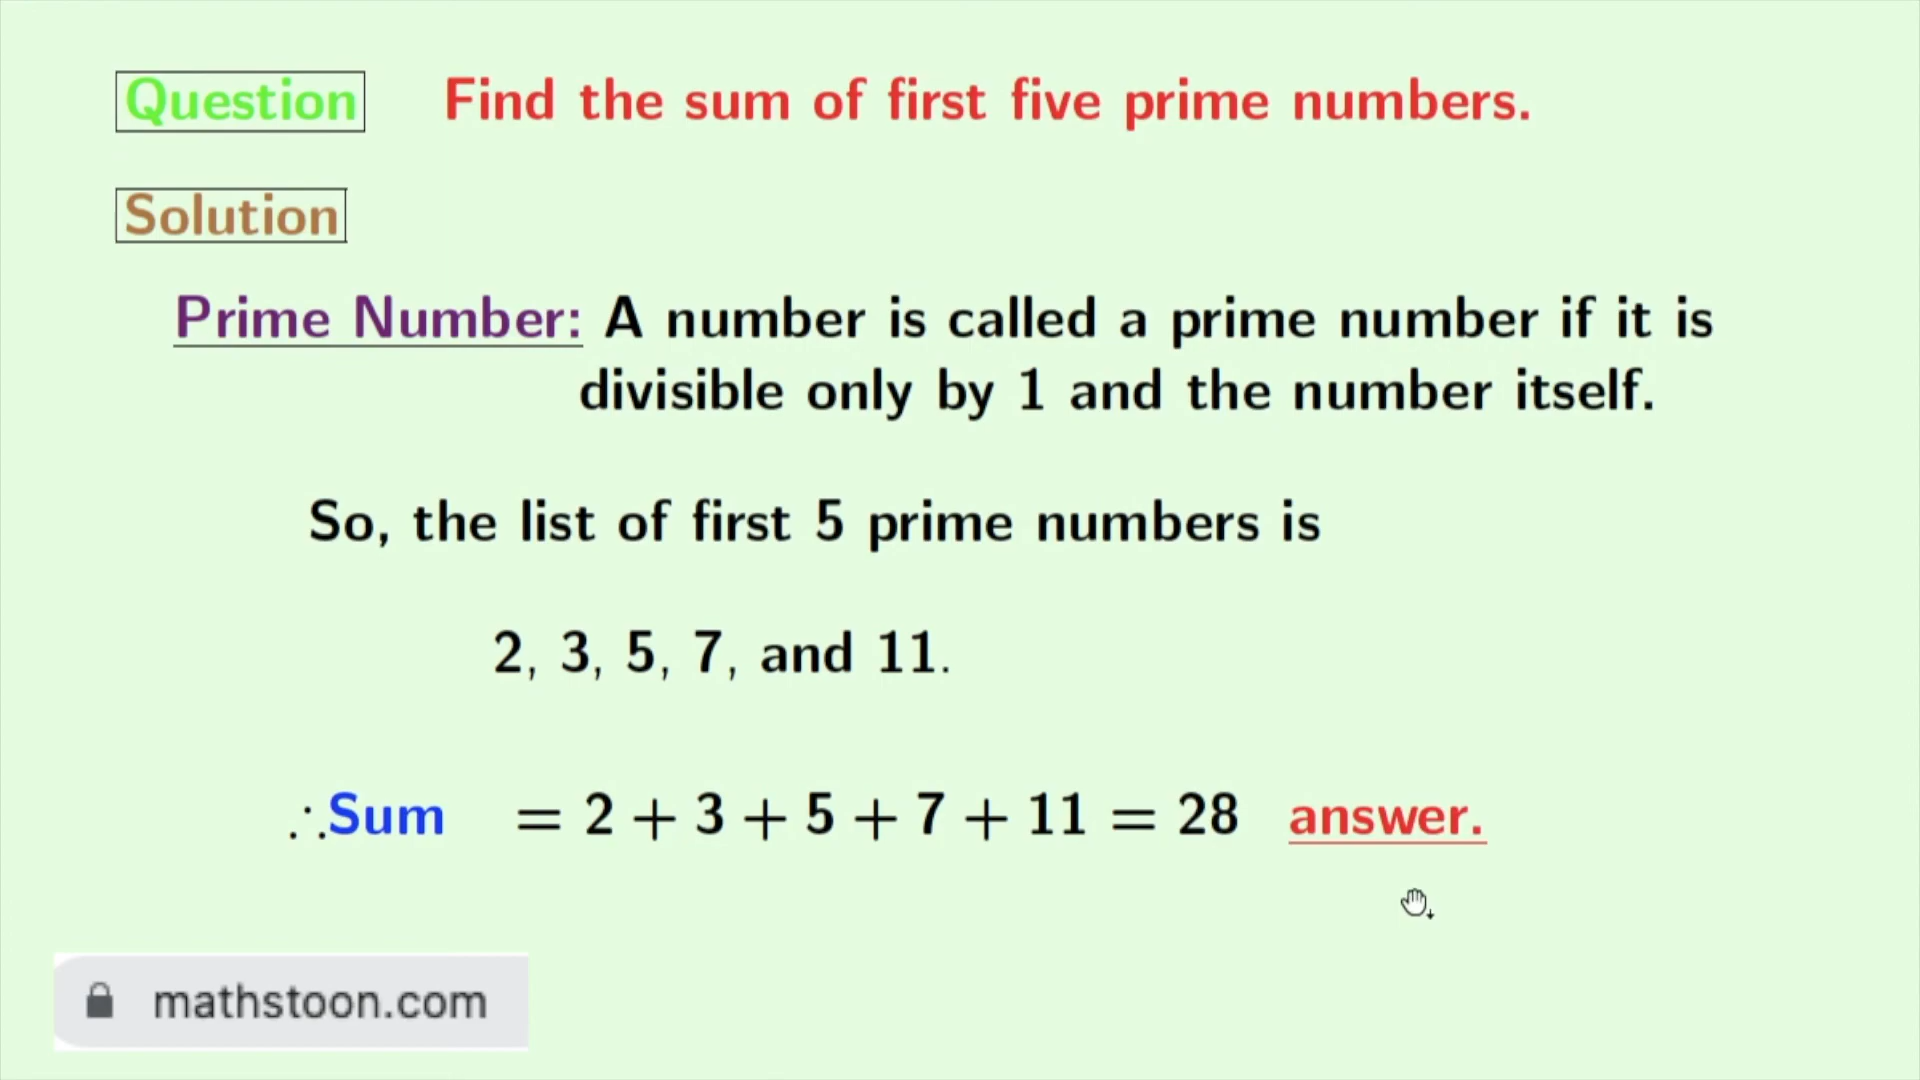 Question Find the sum of first five prime numbers.
Solution
Prime Number: A number is called a prime number if it is
divisible only by 1 and the number itself.
So, the list of first 5 prime numbers is
2, 3, 5, 7, and 11.
∴Sum = 2 + 3 + 5 + 7 + 11 = 28 answer.
mathstoon.com